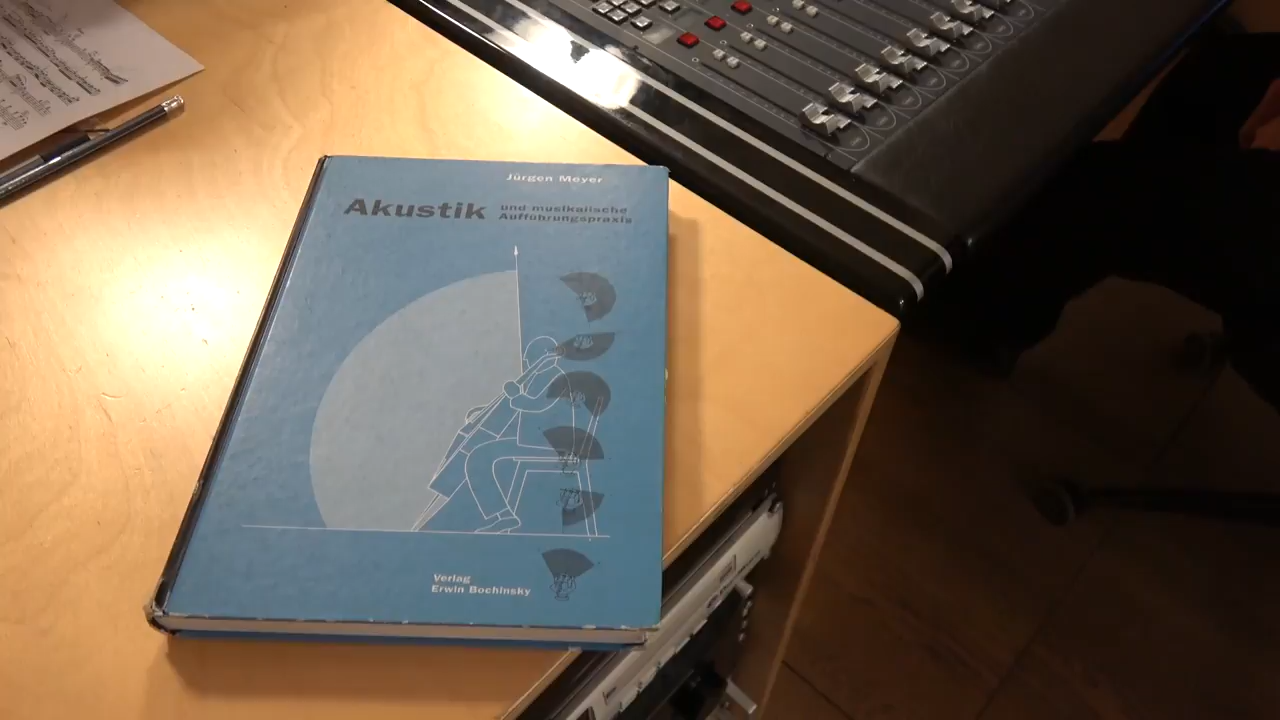 Jürgen Meyer
Akustik und musikalische
Aufführungspraxis
Verlag
Erwin Bochinsky